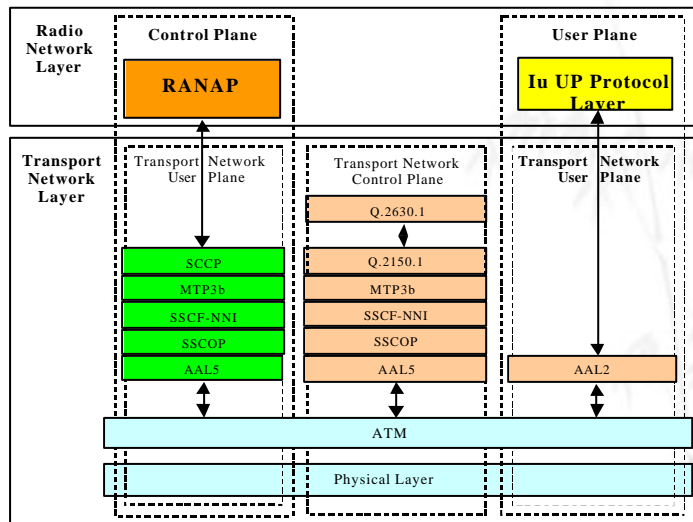 Radio
Network
Layer
Control Plane
RANAP
User Plane
Iu UP Protocol
Layer
Transport
Network
Layer
Transport Network
User Plane
SCCP
MTP3b
SSCF-NNI
SSCOP
AAL5
Transport Network
Control Plane
Q.2630.1
Q.2150.1
MTP3b
SSCF-NNI
SSCOP
AAL5
Transport Network
User Plane
AAL2
ATM
Physical Layer